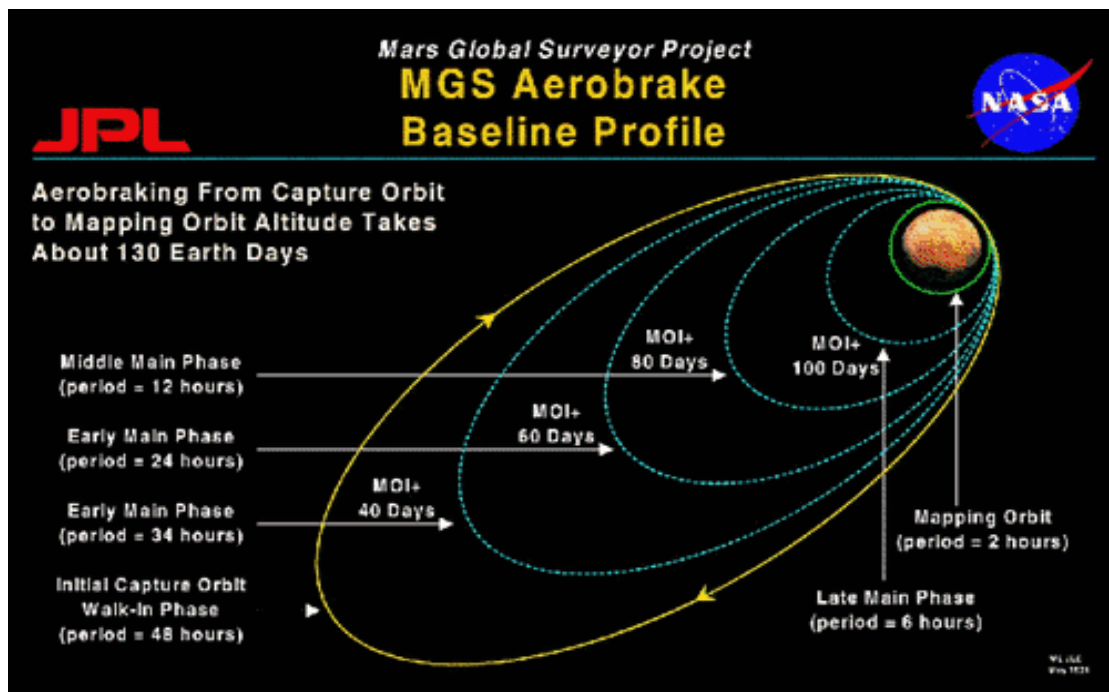 Mars Global Surveyor Project
MGS Aerobrake
Baseline Profile
JPL
NASA
Aerobraking From Capture Orbit
to Mapping Orbit Altitude Takes
About 130 Earth Days
Middle Main Phase
(period = 12 hours)
Early Main Phase
(period = 24 hours)
Early Main Phase
(period = 34 hours)
Initial Capture Orbit
Walk-In Phase
(period = 48 hours)
MOI+
40 Days
MOI+
60 Days
MOI+
80 Days
MOI+
100 Days
Mapping Orbit
(period = 2 hours)
Late Main Phase
(period = 6 hours)